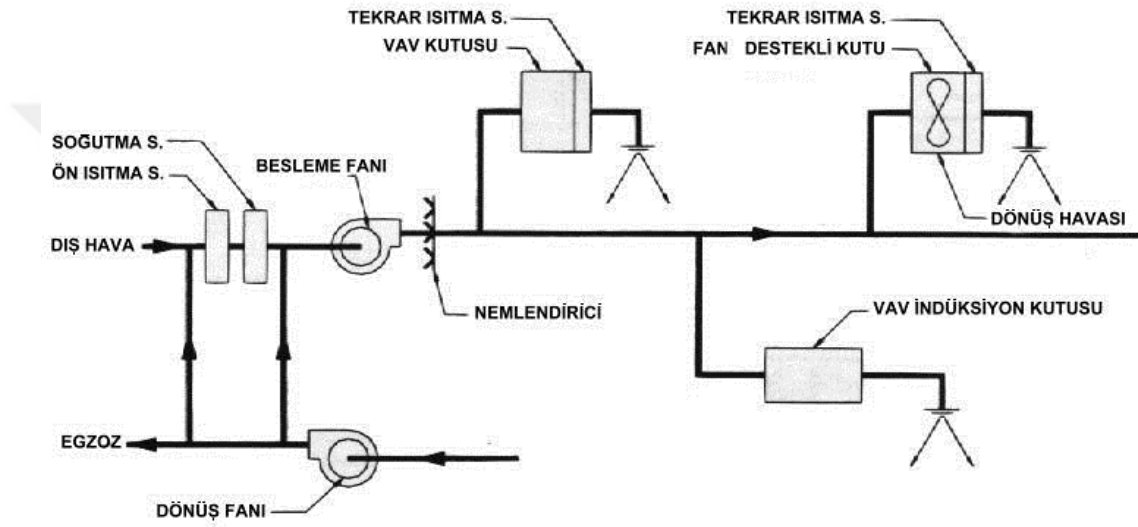 TEKRAR ISITMA S.
VAV KUTUSU
TEKRAR ISITMA S.
FAN DESTEKLİ KUTU
SOĞUTMA S.
ÖN ISITMA S.
BESLEME FANI
DIŞ HAVA
DÖNÜŞ HAVASI
NEMLENDİRİCİ
VAV İNDÜKSİYON KUTUSU
EGZOZ
DÖNÜŞ FANI